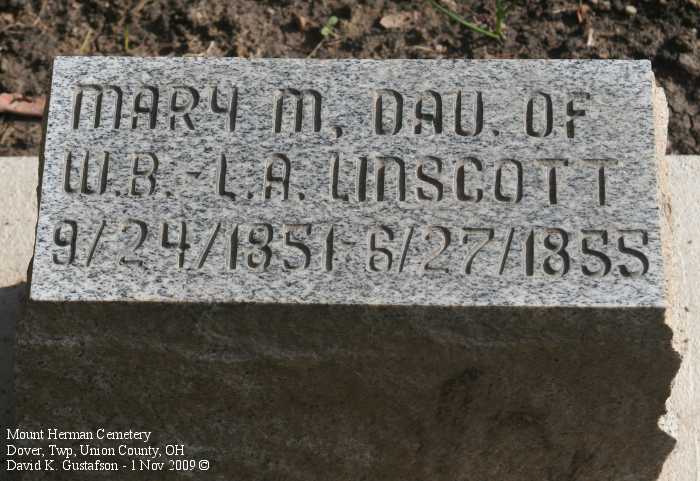 MARY M. DAU. OF
W.B.-L.A. LINSCOTT
9/24/1851-6/27/1855
Mount Herman Cemetery
Dover, Twp, Union County, OH
David K. Gustafson - 1 Nov 2009 ©